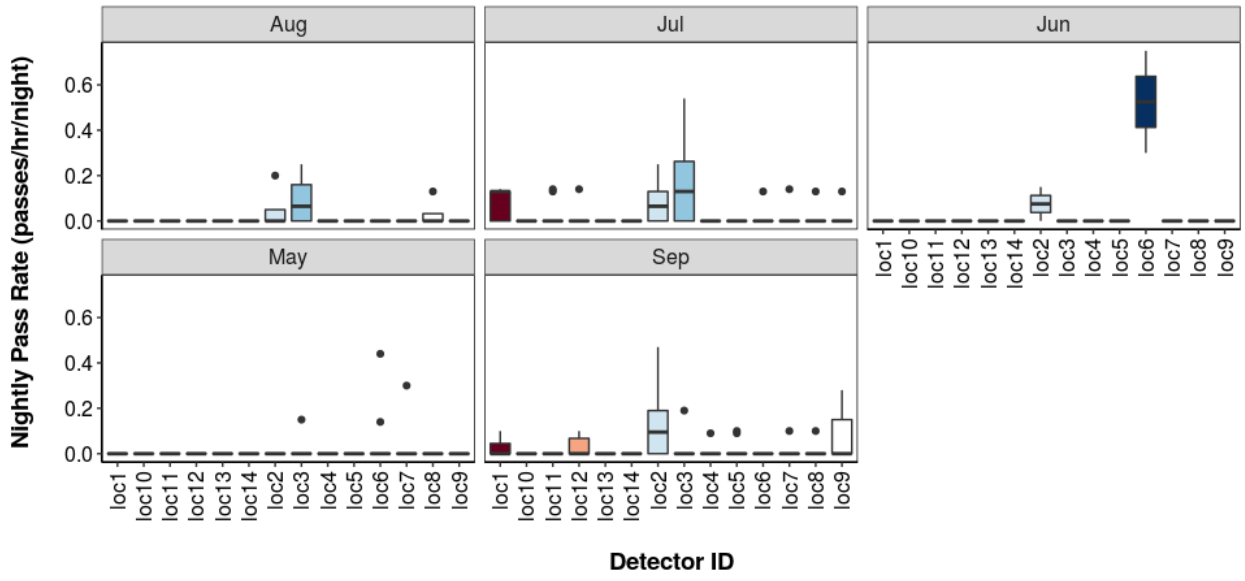 Aug
Jul
Jun
Nightly Pass Rate (passes/hr/night)
0.6
0.4
0.2
0.0
loc1 loc10 loc11 loc12 loc13 loc14 loc2 loc3 loc4 loc5 loc6 loc7 loc8 loc9
May
Sep
0.6
0.4
0.2
0.0
loc1 loc10 loc11 loc12 loc13 loc14 loc2 loc3 loc4 loc5 loc6 loc7 loc8 loc9
loc1 loc10 loc11 loc12 loc13 loc14 loc2 loc3 loc4 loc5 loc6 loc7 loc8 loc9
Detector ID